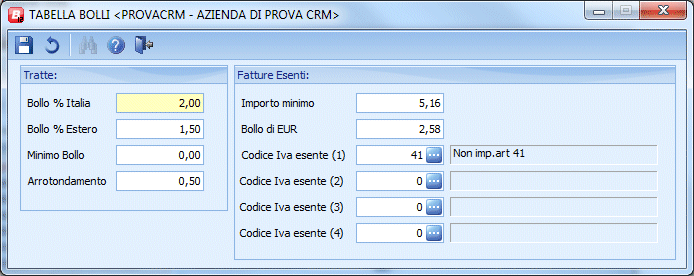 TABELLA BOLLI <PROVACRM - AZIENDA DI PROVA CRM>
Tratte:
Bollo % Italia 2,00
Bollo % Estero 1,50
Minimo Bollo 0,00
Arrotondamento 0,50
Fatture Esenti:
Importo minimo 5,16
Bollo di EUR 2,58
Codice Iva esente (1) 41 ... Non imp.art 41
Codice Iva esente (2) 0 ...
Codice Iva esente (3) 0 ...
Codice Iva esente (4) 0 ...